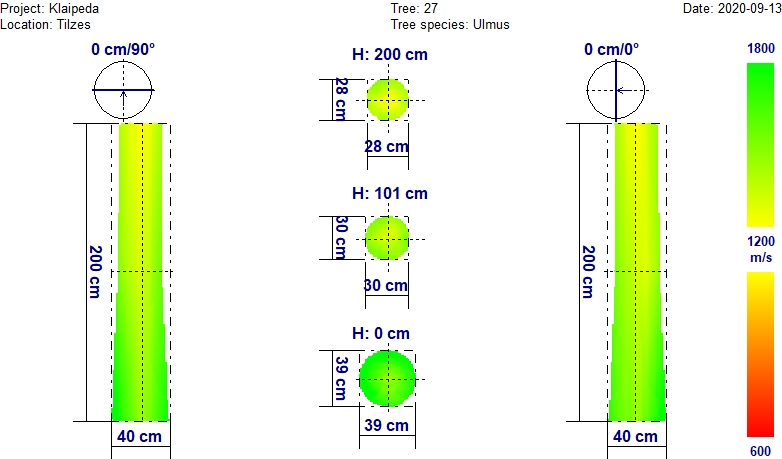 Project: Klaipeda
Tree: 27
Date: 2020-09-13
Location: Tilzes
Tree species: Ulmus
0 cm/90°
H: 200 cm
0 cm/0°
1800
28 cm
28 cm
H: 101 cm
30 cm
30 cm
200 cm
200 cm
1200
m/s
H: 0 cm
39 cm
39 cm
40 cm
40 cm
600